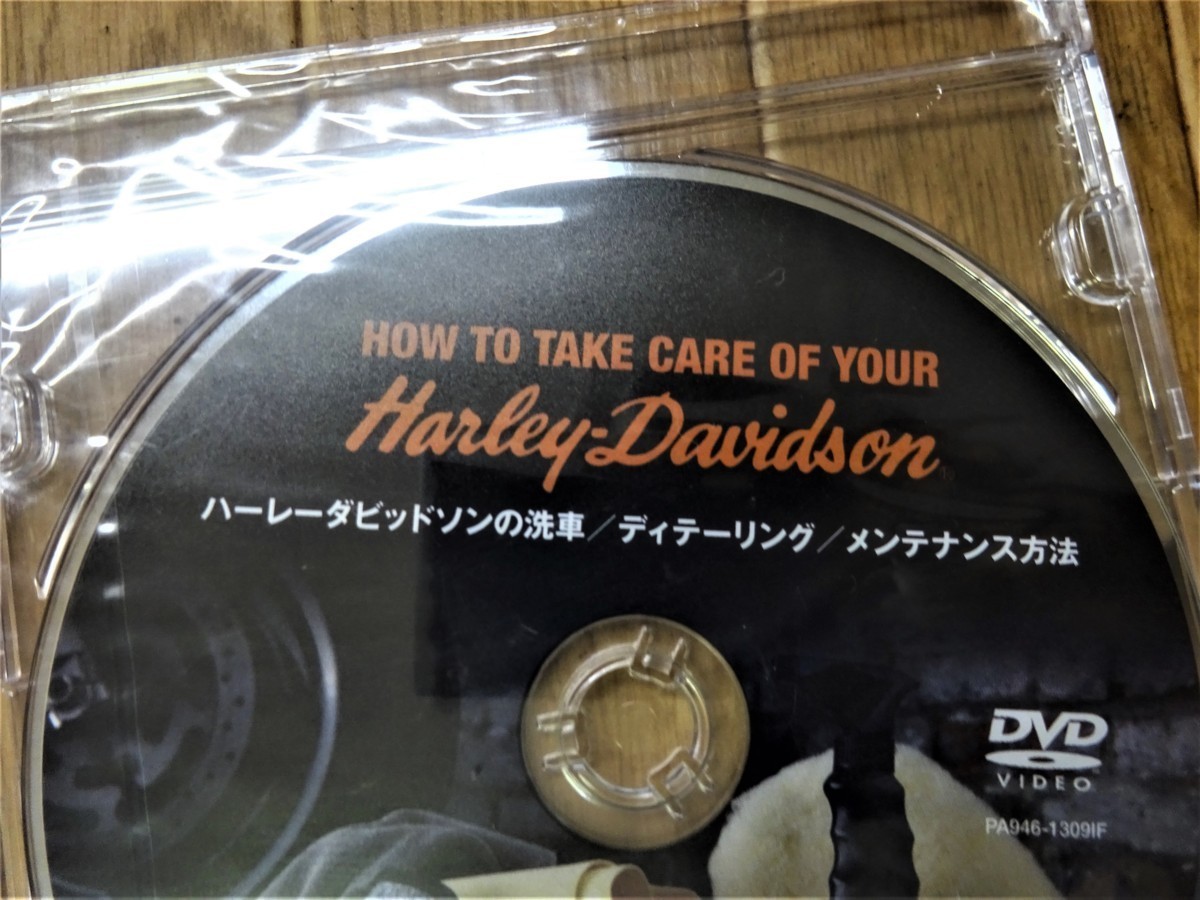 HOW TO TAKE CARE OF YOUR
Harley-Davidson
ハーレーダビッドソンの洗車／ディテーリング／メンテナンス方法
DVD
VIDEO
PA946-1309IF